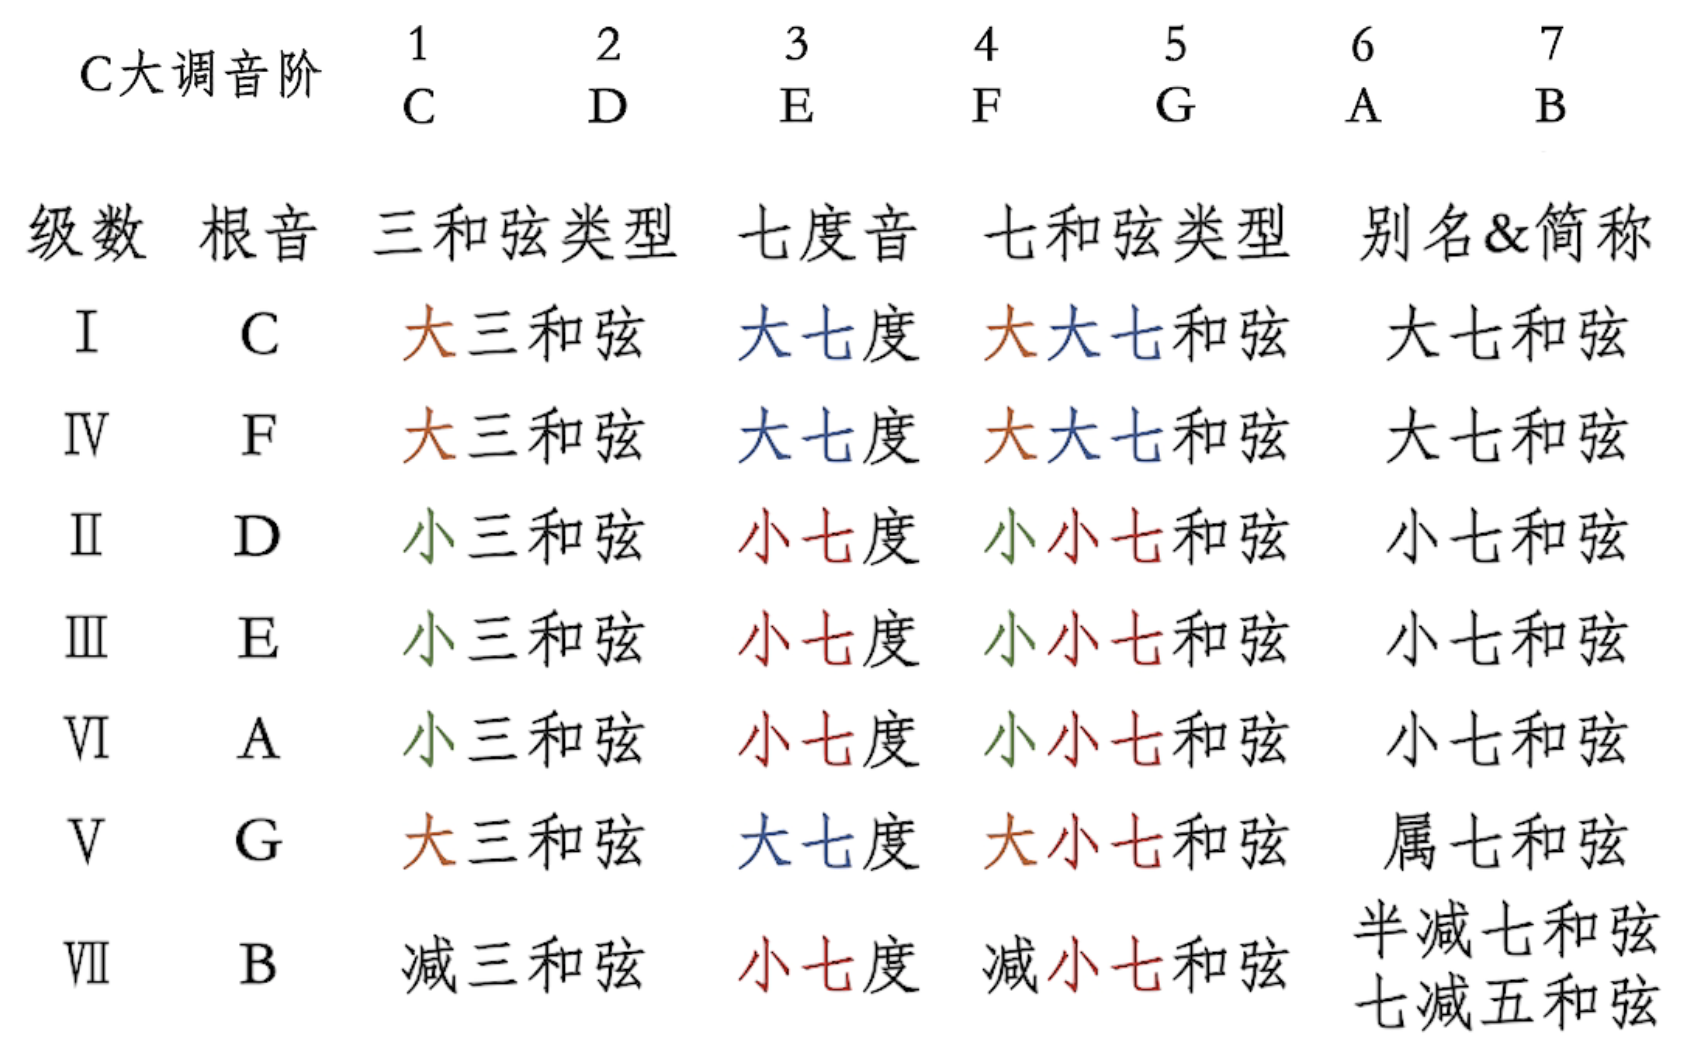 C大调音阶 1 2 3 4 5 6 7
C D E F G A B
级数 根音 三和弦类型 七度音 七和弦类型 别名&简称
Ⅰ C 大三和弦 大七度 大大七和弦 大七和弦
Ⅳ F 大三和弦 大七度 大大七和弦 大七和弦
Ⅱ D 小三和弦 小七度 小小七和弦 小七和弦
Ⅲ E 小三和弦 小七度 小小七和弦 小七和弦
Ⅵ A 小三和弦 小七度 小小七和弦 小七和弦
Ⅴ G 大三和弦 大七度 大小七和弦 属七和弦
Ⅶ B 减三和弦 小七度 减小七和弦 半减七和弦
七减五和弦